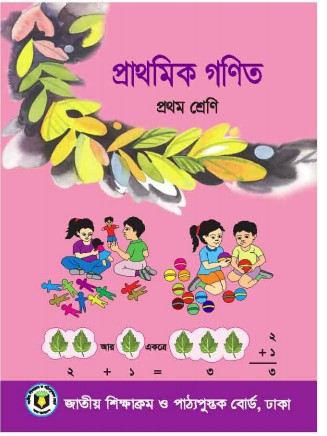 প্রাথমিক গণিত
প্রথম শ্রেণি
আর একত্রে
২
+ ১
৩
২ + ১ = ৩
জাতীয় শিক্ষাক্রম ও পাঠ্যপুস্তক বোর্ড, ঢাকা